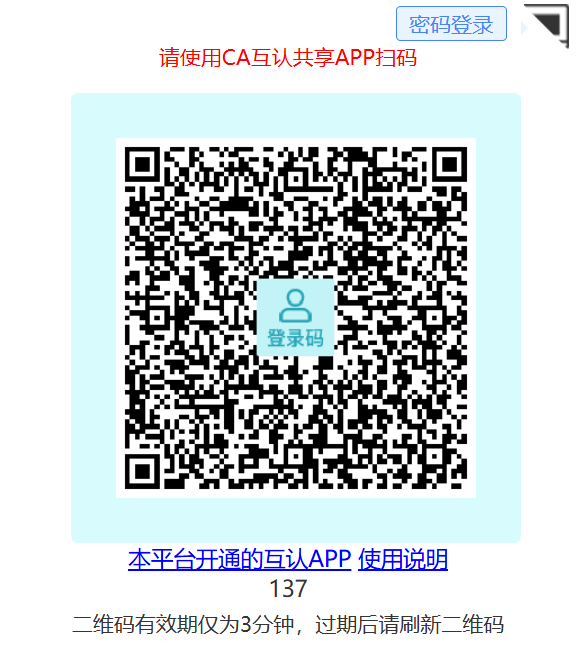 密码登录
请使用CA互认共享APP扫码
登录码
本平台开通的互认APP 使用说明
137
二维码有效期仅为3分钟，过期后请刷新二维码